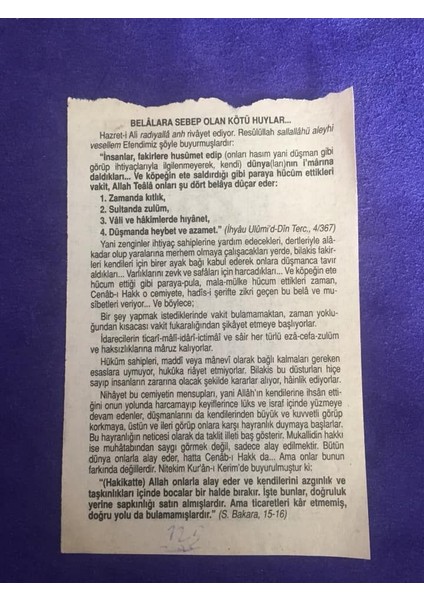 BELÂLARA SEBEP OLAN KÖTÜ HUYLAR...
Hazret-i Ali radıyallâ anh rivâyet ediyor. Resûlüllah sallallâhü aleyhi
vesellem Efendimiz şöyle buyurmuşlardır:
“İnsanlar, fakirlere husûmet edip (onları hasım yani düşman gibi
görüp ihtiyaçlarıyla ilgilenmeyerek, kendi) dünya(ları)nın i'mârına
daldıkları... Ve köpeğin ete saldırdığı gibi paraya hücûm ettikleri
vakit, Allah Teâlâ onları şu dört belâya dûçar eder:
1. Zamanda kıtlık,
2. Sultanda zulüm,
3. Vâli ve hâkimlerde hıyânet,
4. Düşmanda heybet ve azamet.” (İhyâu Ulûmi'd-Dîn Terc., 4/367)
Yani zenginler ihtiyaç sahiplerine yardım edecekleri, dertleriyle alâ-
kadar olup yaralarına merhem olmaya çalışacakları yerde, bilakis fakir-
leri kendileri için birer ayak bağı kabul ederek onlara düşmanca tavır
aldıkları... Varlıklarını zevk ve safâları için harcadıkları... Ve köpeğin ete
hücum ettiği gibi paraya-pula, mala-mülke hücum ettikleri zaman,
Cenâb-ı Hakk o cemiyette, hadîs-i şerifte zikri geçen bu belâ ve mu-
sîbetleri veriyor... Ve böylece;
Bir şey yapmak istediklerinde vakit bulamamaktan, zaman yoklu-
ğundan kısacası vakit fukaralığından şikâyet etmeye başlıyorlar.
İdarecilerin ticarî-mâlî-idarî-ictimaî ve sâir her türlü ezâ-cefa-zulüm
ve haksızlıklarına mâruz kalıyorlar.
Hüküm sahipleri, maddî veya mânevî olarak bağlı kalmaları gereken
esaslara uymuyor, hukûka riâyet etmiyorlar. Bilakis bu düsturları hiçe
sayıp insanların zararına olacak şekilde kararlar alıyor, hâinlik ediyorlar.
Nihâyet bu cemiyetin mensupları, yani Allâh'ın kendilerine ihsân etti-
ğini onun yolunda harcamayıp keyiflerince lüks ve israf içinde yüzmeye
devam edenler, düşmanlarını da kendilerinden büyük ve kuvvetli görüp
korkmaya, üstün ve ileri görüp onlara karşı hayranlık duymaya başlarlar.
Bu hayranlığın neticesi olarak da taklit illeti baş gösterir. Mukallidin hakkı
ise muhâtabından saygı görmek değil, sadece alay edilmektir. Bütün
dünya onlarla alay eder, hatta Cenâb-ı Hakk da... Ama onlar bunun
farkında değillerdir. Nitekim Kur'ân-ı Kerim'de buyurulmuştur ki:
“(Hakikatte) Allah onlarla alay eder ve kendilerini azgınlık ve
taşkınlıkları içinde bocalar bir halde bırakır. İşte bunlar, doğruluk
yerine sapkınlığı satın almışlardır. Ama ticaretleri kâr etmemiş,
doğru yolu da bulamamışlardır.” (S. Bakara, 15-16)